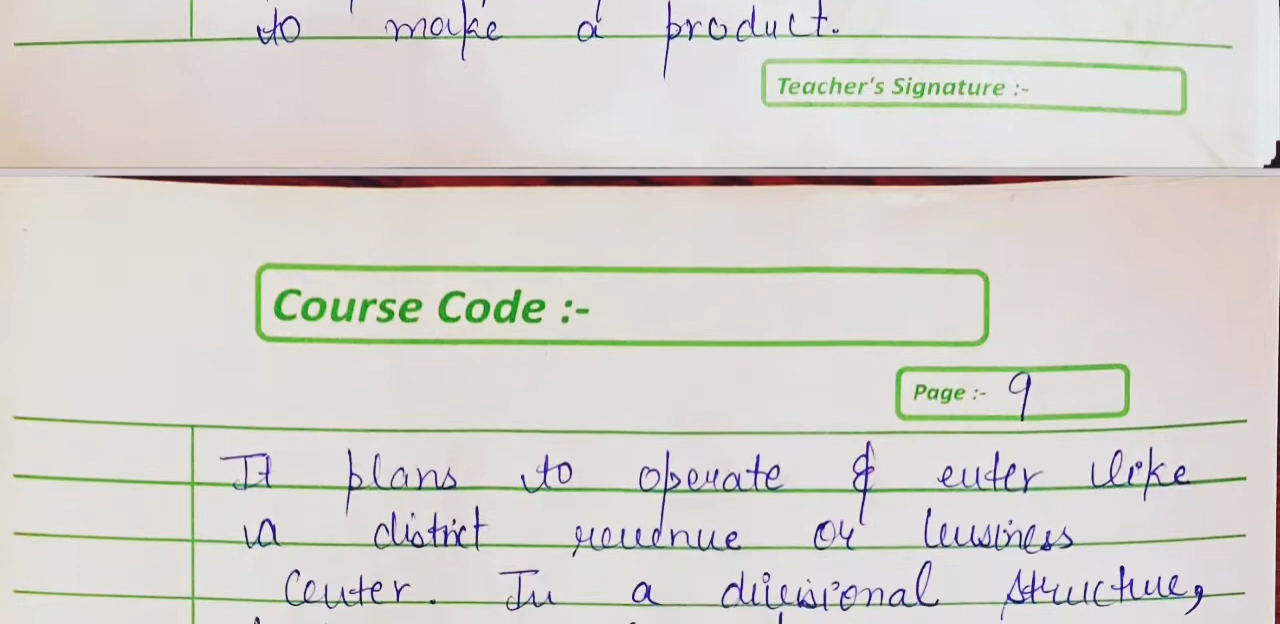 to make a product.
Teacher's Signature :-
Course Code :-
Page :- 9
It plans to operate & enter like
a district revenue or business
Center. In a divisional structure,